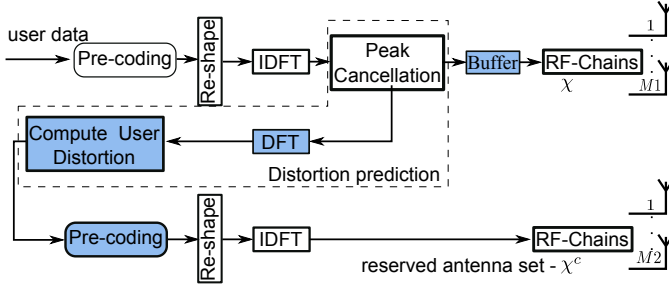 user data
Pre-coding
Re-shape
IDFT
Peak
Cancellation
Buffer
RF-Chains
χ
1
M1
Compute User
Distortion
DFT
Distortion prediction
Pre-coding
Re-shape
IDFT
RF-Chains
reserved antenna set - χ^c
1
M2